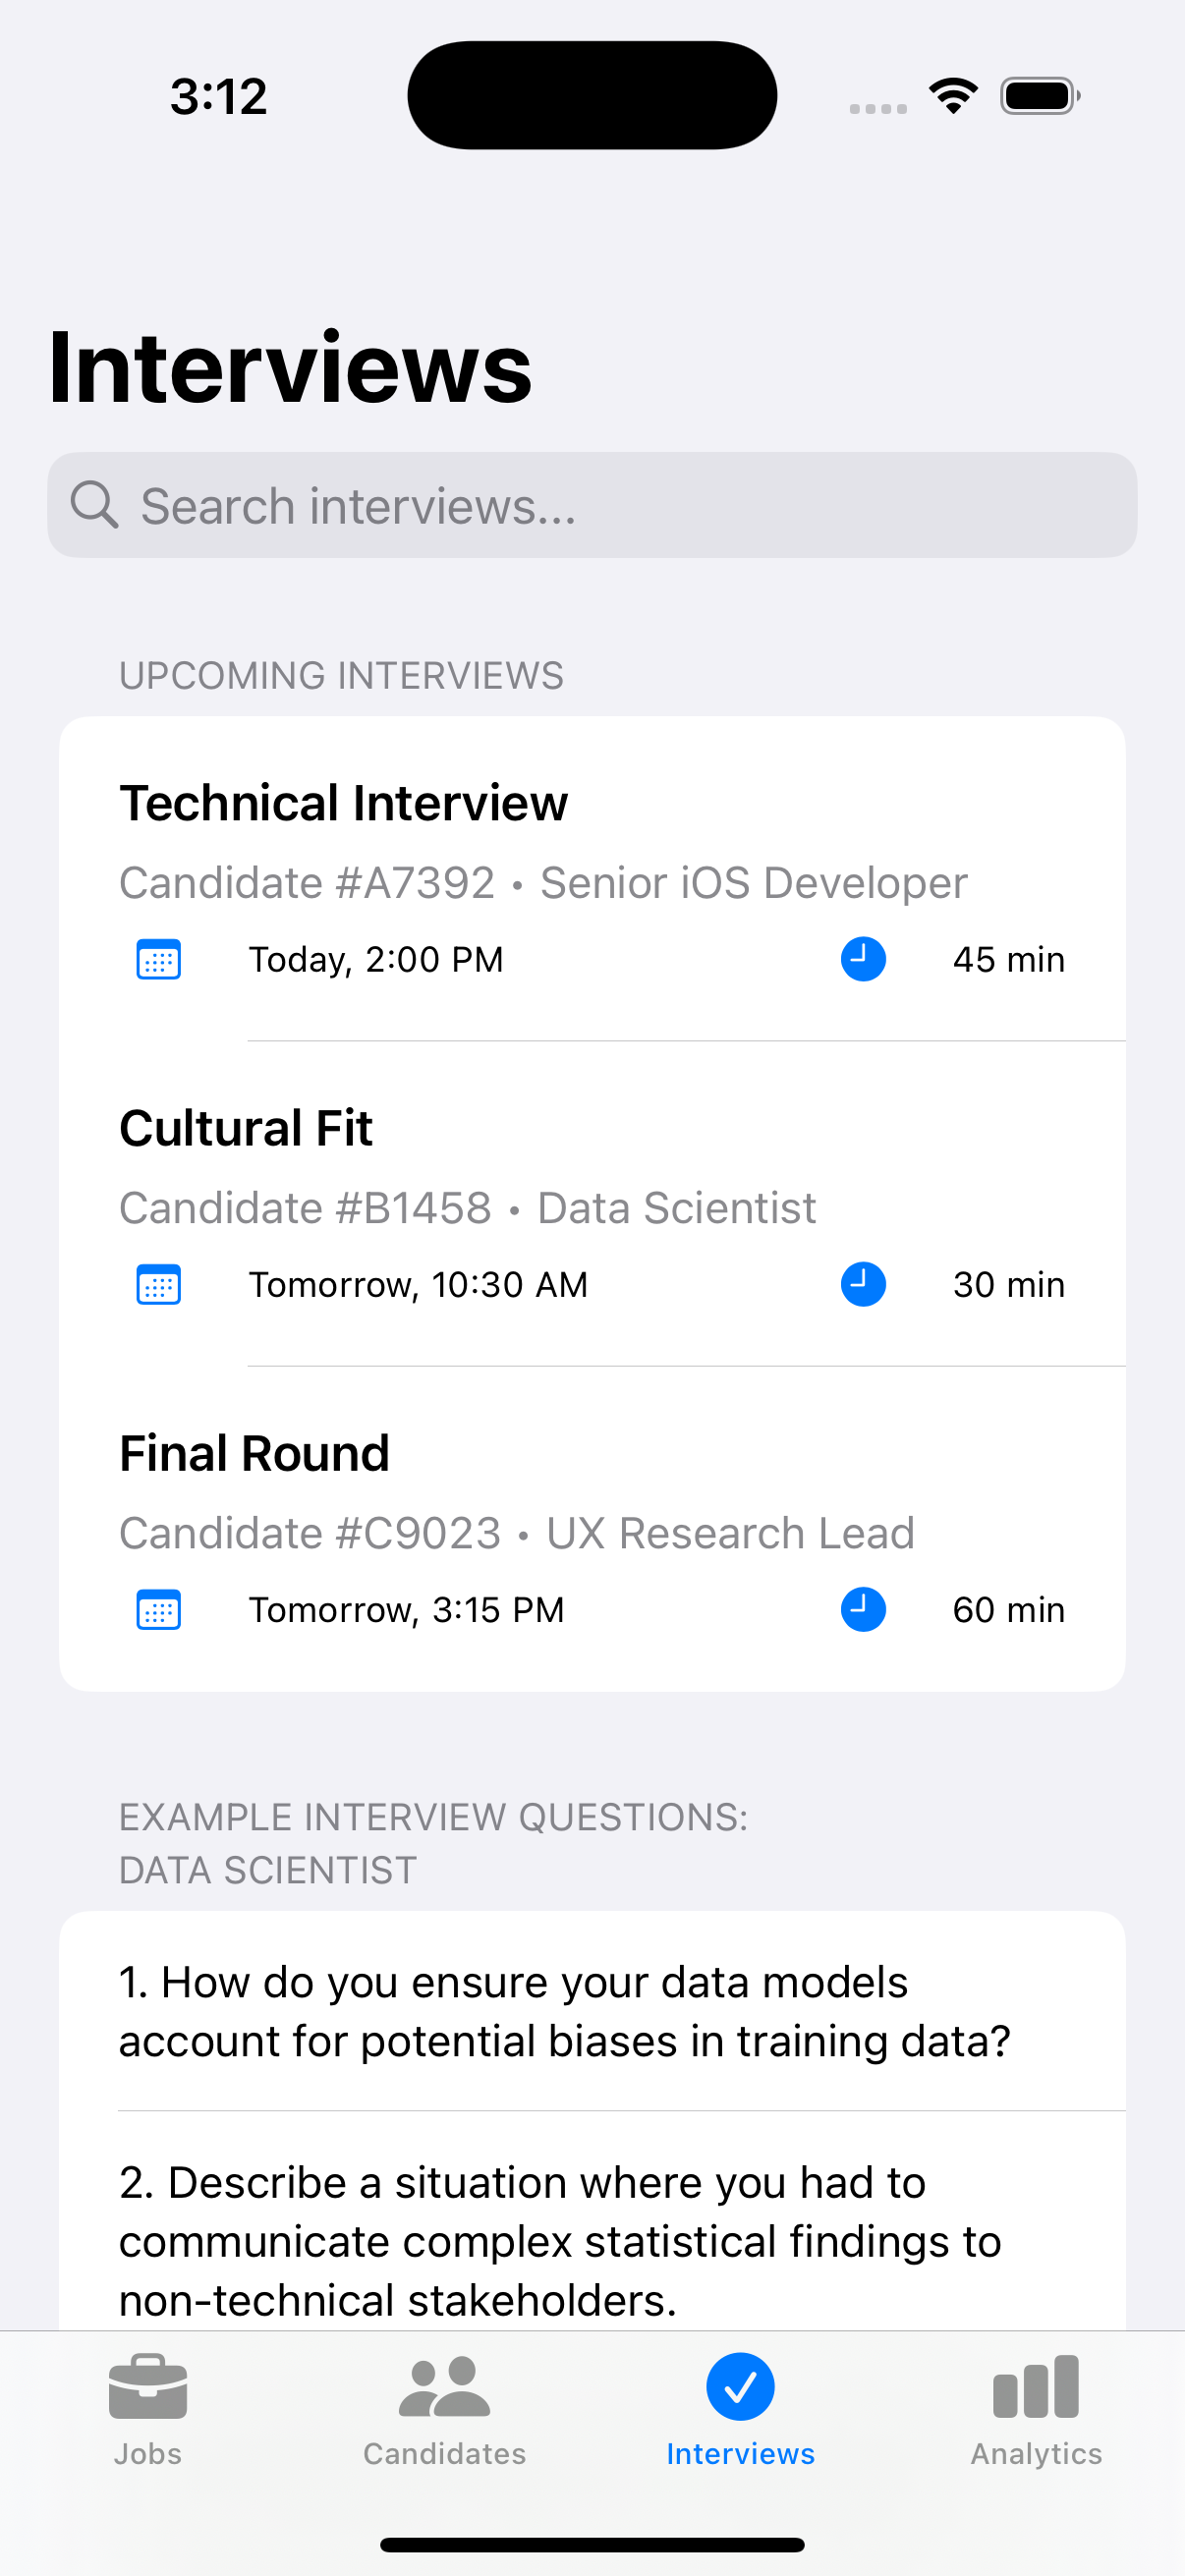 3:12
Interviews
Search interviews...
UPCOMING INTERVIEWS
Technical Interview
Candidate #A7392 • Senior iOS Developer
Today, 2:00 PM
45 min
Cultural Fit
Candidate #B1458 • Data Scientist
Tomorrow, 10:30 AM
30 min
Final Round
Candidate #C9023 • UX Research Lead
Tomorrow, 3:15 PM
60 min
EXAMPLE INTERVIEW QUESTIONS:
DATA SCIENTIST
1. How do you ensure your data models
account for potential biases in training data?
2. Describe a situation where you had to
communicate complex statistical findings to
non-technical stakeholders.
Jobs
Candidates
Interviews
Analytics